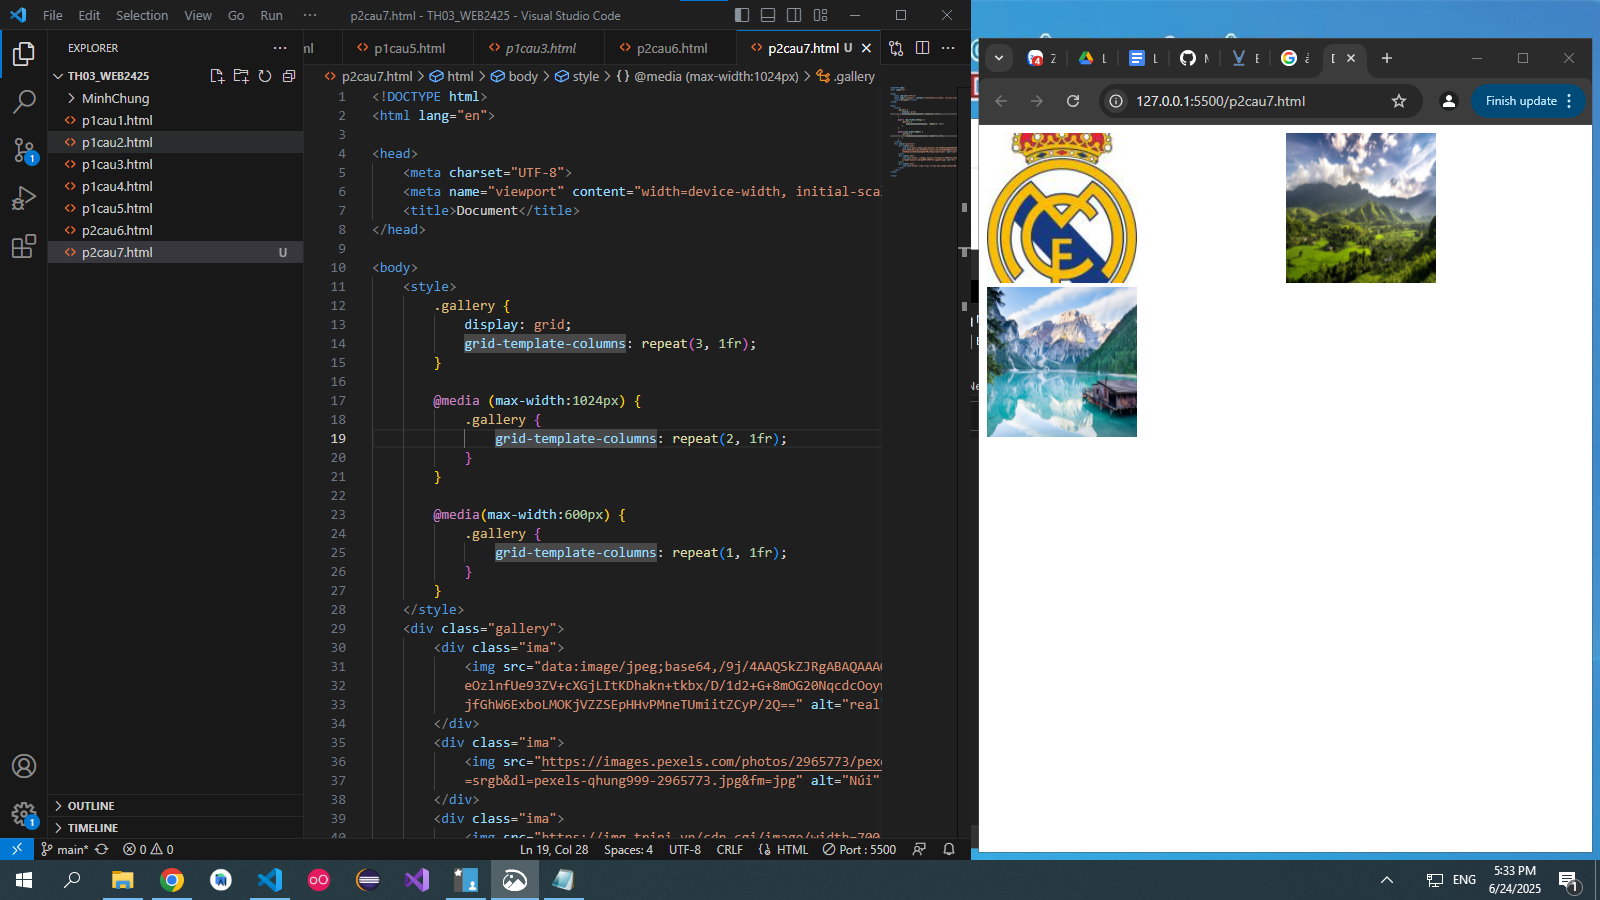 File Edit Selection View Go Run ··· p2cau7.html - TH03_WEB2425 - Visual Studio Code
EXPLORER
TH03_WEB2425
MinhChung
p1cau1.html
p1cau2.html
p1cau3.html
p1cau4.html
p1cau5.html
p2cau6.html
p2cau7.html U
OUTLINE
TIMELINE
ml p1cau5.html p1cau3.html p2cau6.html p2cau7.html U
p2cau7.html > html > body > style > {} @media (max-width:1024px) > .gallery
1 <!DOCTYPE html>
2 <html lang="en">
3
4 <head>
5 <meta charset="UTF-8">
6 <meta name="viewport" content="width=device-width, initial-sca
7 <title>Document</title>
8 </head>
9
10 <body>
11 <style>
12 .gallery {
13 display: grid;
14 grid-template-columns: repeat(3, 1fr);
15 }
16
17 @media (max-width:1024px) {
18 .gallery {
19 grid-template-columns: repeat(2, 1fr);
20 }
21 }
22
23 @media(max-width:600px) {
24 .gallery {
25 grid-template-columns: repeat(1, 1fr);
26 }
27 }
28 </style>
29 <div class="gallery">
30 <div class="ima">
31 <img src="data:image/jpeg;base64,/9j/4AAQSkZJRgABAQAAA
32 eOzlnfUe93ZV+cXGjLItKDhakn+tkbx/D/1d2+G+8mOG20NqcdcOoy
33 jfGhW6ExboLMOKjVZZSEpHHvPMneTUmiitZCyP/2Q==" alt="real"
34 </div>
35 <div class="ima">
36 <img src="https://images.pexels.com/photos/2965773/pex
37 =srgb&dl=pexels-qhung999-2965773.jpg&fm=jpg" alt="Núi"
38 </div>
39 <div class="ima">
40 <img src="https://img.tripi.vn/cdn-cgi/image/width=700
main* 0 0 Ln 19, Col 28 Spaces: 4 UTF-8 CRLF {} HTML Port : 5500
127.0.0.1:5500/p2cau7.html
Finish update
ENG
5:33 PM
6/24/2025
1